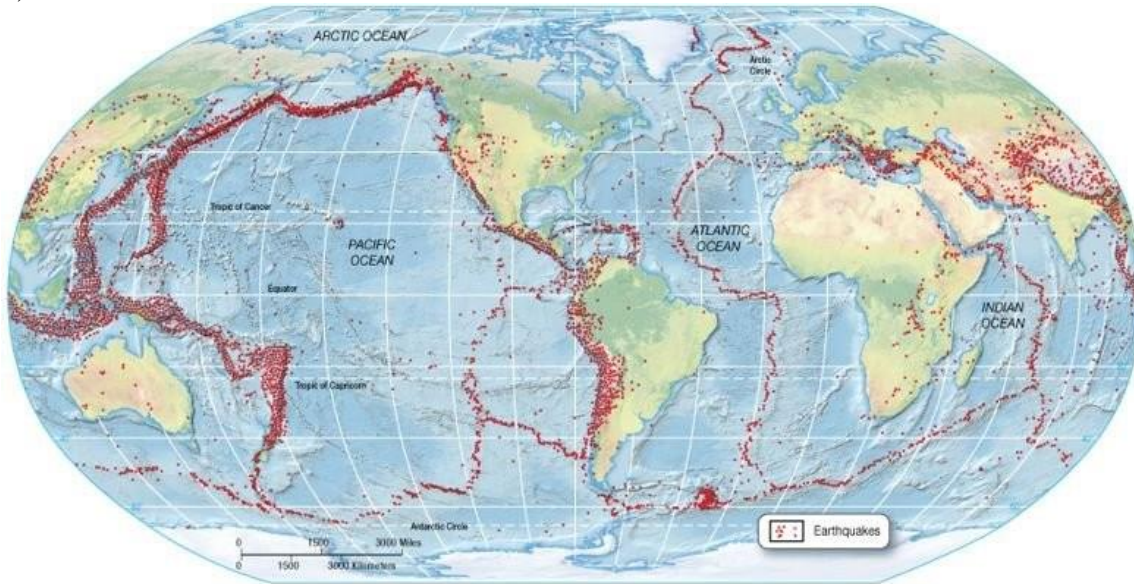 ARCTIC OCEAN
Arctic
Circle
Tropic of Cancer
PACIFIC
OCEAN
ATLANTIC
OCEAN
Equator
INDIAN
OCEAN
Tropic of Capricorn
Antarctic Circle
0 1500 3000 Miles
0 1500 3000 Kilometers
Earthquakes